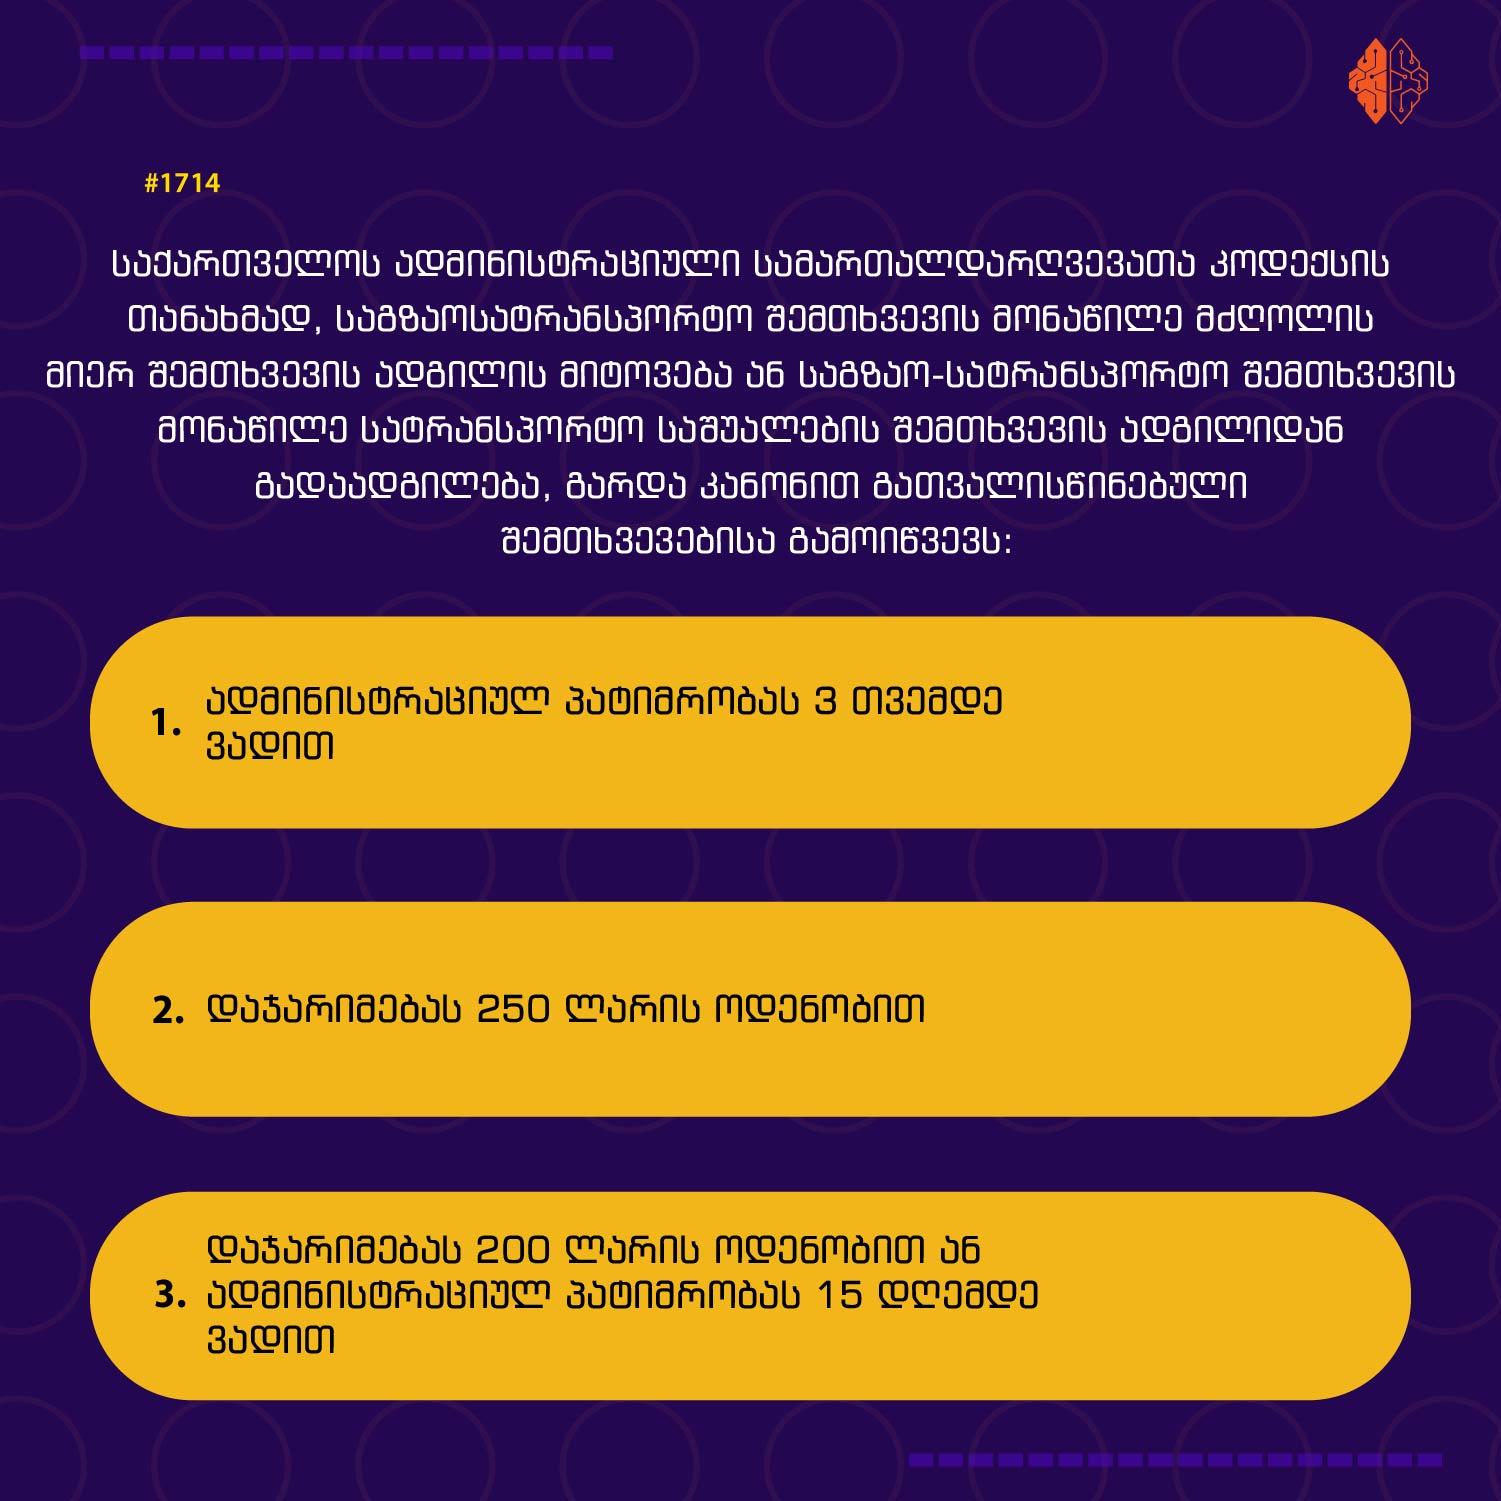 #1714
საქართველოს ადმინისტრაციული სამართალდარღვევათა კოდექსის
თანახმად, საგზაოსატრანსპორტო შემთხვევის მონაწილე მძღოლის
მიერ შემთხვევის ადგილის მიტოვება ან საგზაო-სატრანსპორტო შემთხვევის
მონაწილე სატრანსპორტო საშუალების შემთხვევის ადგილიდან
გადაადგილება, გარდა კანონით გათვალისწინებული
შემთხვევებისა გამოიწვევს:
1. ადმინისტრაციულ პატიმრობას 3 თვემდე
ვადით
2. დაჯარიმებას 250 ლარის ოდენობით
დაჯარიმებას 200 ლარის ოდენობით ან
3. ადმინისტრაციულ პატიმრობას 15 დღემდე
ვადით